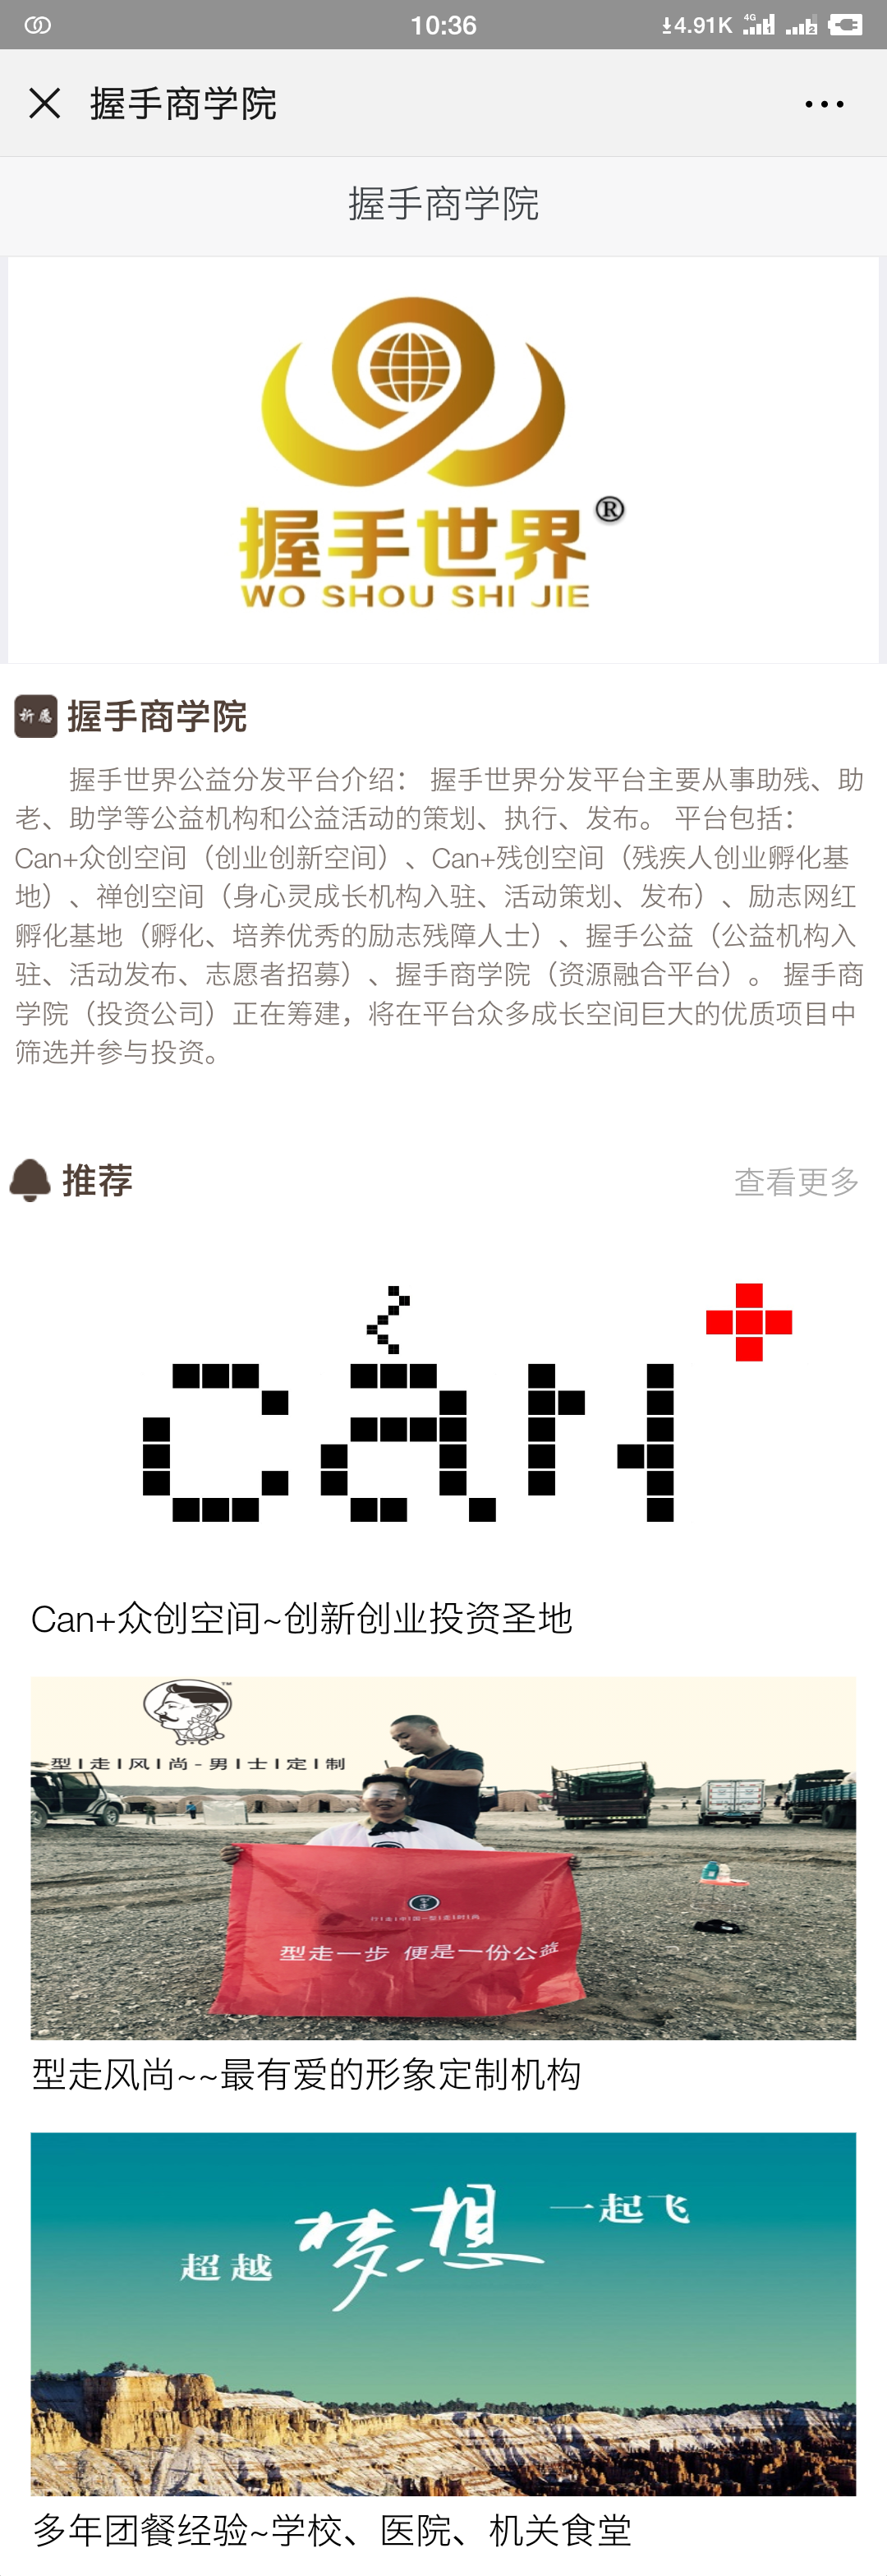 10:36
4.91K 4G 1 2
握手商学院
握手商学院
握手世界®
WO SHOU SHI JIE
祈愿 握手商学院
握手世界公益分发平台介绍： 握手世界分发平台主要从事助残、助
老、助学等公益机构和公益活动的策划、执行、发布。 平台包括：
Can+众创空间（创业创新空间）、Can+残创空间（残疾人创业孵化基
地）、禅创空间（身心灵成长机构入驻、活动策划、发布）、励志网红
孵化基地（孵化、培养优秀的励志残障人士）、握手公益（公益机构入
驻、活动发布、志愿者招募）、握手商学院（资源融合平台）。 握手商
学院（投资公司）正在筹建，将在平台众多成长空间巨大的优质项目中
筛选并参与投资。
推荐 查看更多
can+
Can+众创空间~创新创业投资圣地
TM
型|走|风|尚-男|士|定|制
型走一步 便是一份公益
型走风尚~~最有爱的形象定制机构
超越 梦想 一起飞
多年团餐经验~学校、医院、机关食堂